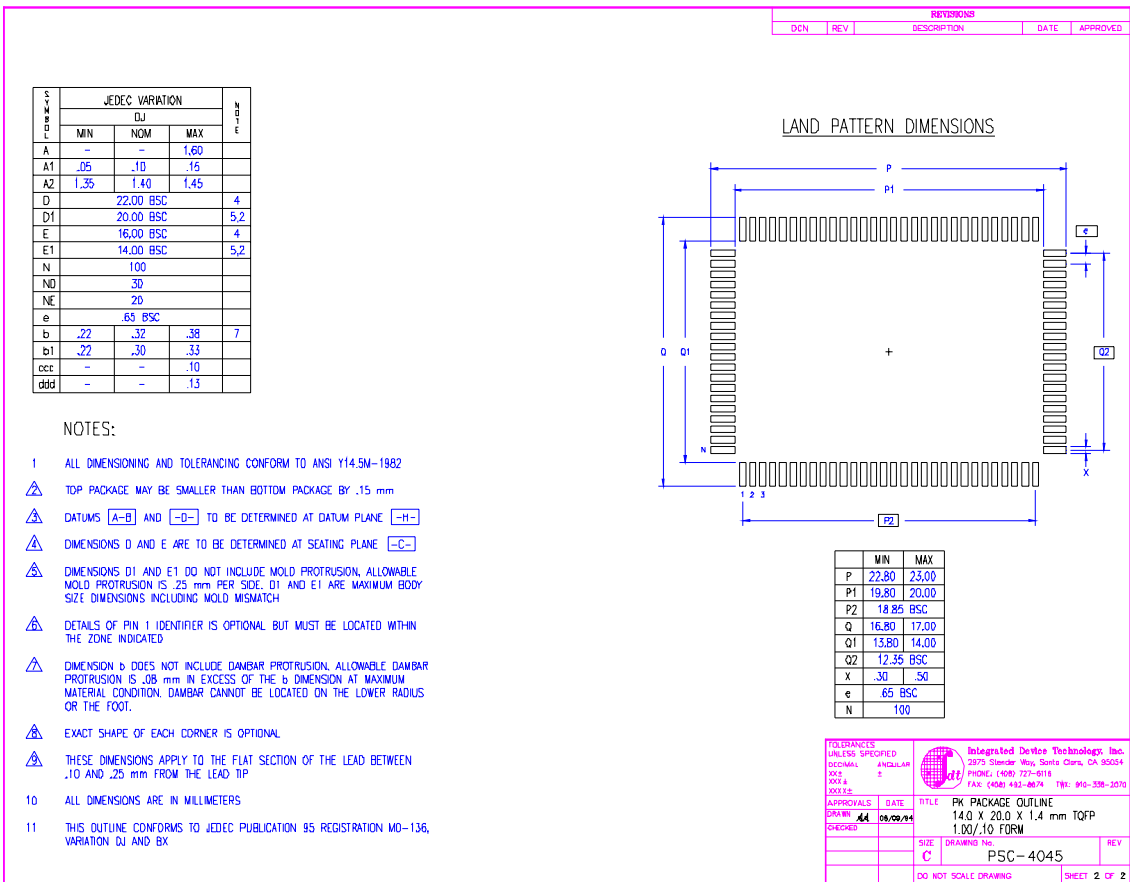 REVISIONS
DCN REV DESCRIPTION DATE APPROVED
SYMBOL JEDEC VARIATION NOTE
DJ
MIN NOM MAX
A - - 1.60
A1 .05 .10 .15
A2 1.35 1.40 1.45
D 22.00 BSC 4
D1 20.00 BSC 5,2
E 16.00 BSC 4
E1 14.00 BSC 5,2
N 100
ND 30
NE 20
e .65 BSC
b .22 .32 .38 7
b1 .22 .30 .33
ccc - - .10
ddd - - .13
NOTES:
1 ALL DIMENSIONING AND TOLERANCING CONFORM TO ANSI Y14.5M-1982
2 TOP PACKAGE MAY BE SMALLER THAN BOTTOM PACKAGE BY .15 mm
3 DATUMS A-B AND -D- TO BE DETERMINED AT DATUM PLANE -H-
4 DIMENSIONS D AND E ARE TO BE DETERMINED AT SEATING PLANE -C-
5 DIMENSIONS D1 AND E1 DO NOT INCLUDE MOLD PROTRUSION. ALLOWABLE
MOLD PROTRUSION IS .25 mm PER SIDE. D1 AND E1 ARE MAXIMUM BODY
SIZE DIMENSIONS INCLUDING MOLD MISMATCH
6 DETAILS OF PIN 1 IDENTIFIER IS OPTIONAL BUT MUST BE LOCATED WITHIN
THE ZONE INDICATED
7 DIMENSION b DOES NOT INCLUDE DAMBAR PROTRUSION. ALLOWABLE DAMBAR
PROTRUSION IS .08 mm IN EXCESS OF THE b DIMENSION AT MAXIMUM
MATERIAL CONDITION. DAMBAR CANNOT BE LOCATED ON THE LOWER RADIUS
OR THE FOOT.
8 EXACT SHAPE OF EACH CORNER IS OPTIONAL
9 THESE DIMENSIONS APPLY TO THE FLAT SECTION OF THE LEAD BETWEEN
.10 AND .25 mm FROM THE LEAD TIP
10 ALL DIMENSIONS ARE IN MILLIMETERS
11 THIS OUTLINE CONFORMS TO JEDEC PUBLICATION 95 REGISTRATION MO-136,
VARIATION DJ AND BX
LAND PATTERN DIMENSIONS
P
P1
e
Q Q1 Q2
N
X
1 2 3
P2
MIN MAX
P 22.80 23.00
P1 19.80 20.00
P2 18.85 BSC
Q 16.80 17.00
Q1 13.80 14.00
Q2 12.35 BSC
X .30 .50
e .65 BSC
N 100
TOLERANCES
UNLESS SPECIFIED
DECIMAL ANGULAR
XX± ±
XXX±
XXXX±
Idt
Integrated Device Technology, Inc.
2975 Stender Way, Santa Clara, CA 95054
PHONE: (408) 727-6116
FAX: (408) 492-8674 TWX: 910-338-2070
APPROVALS DATE
DRAWN 08/09/94
CHECKED
TITLE PK PACKAGE OUTLINE
14.0 X 20.0 X 1.4 mm TQFP
1.00/.10 FORM
SIZE DRAWING No. REV
C PSC-4045
DO NOT SCALE DRAWING SHEET 2 OF 2